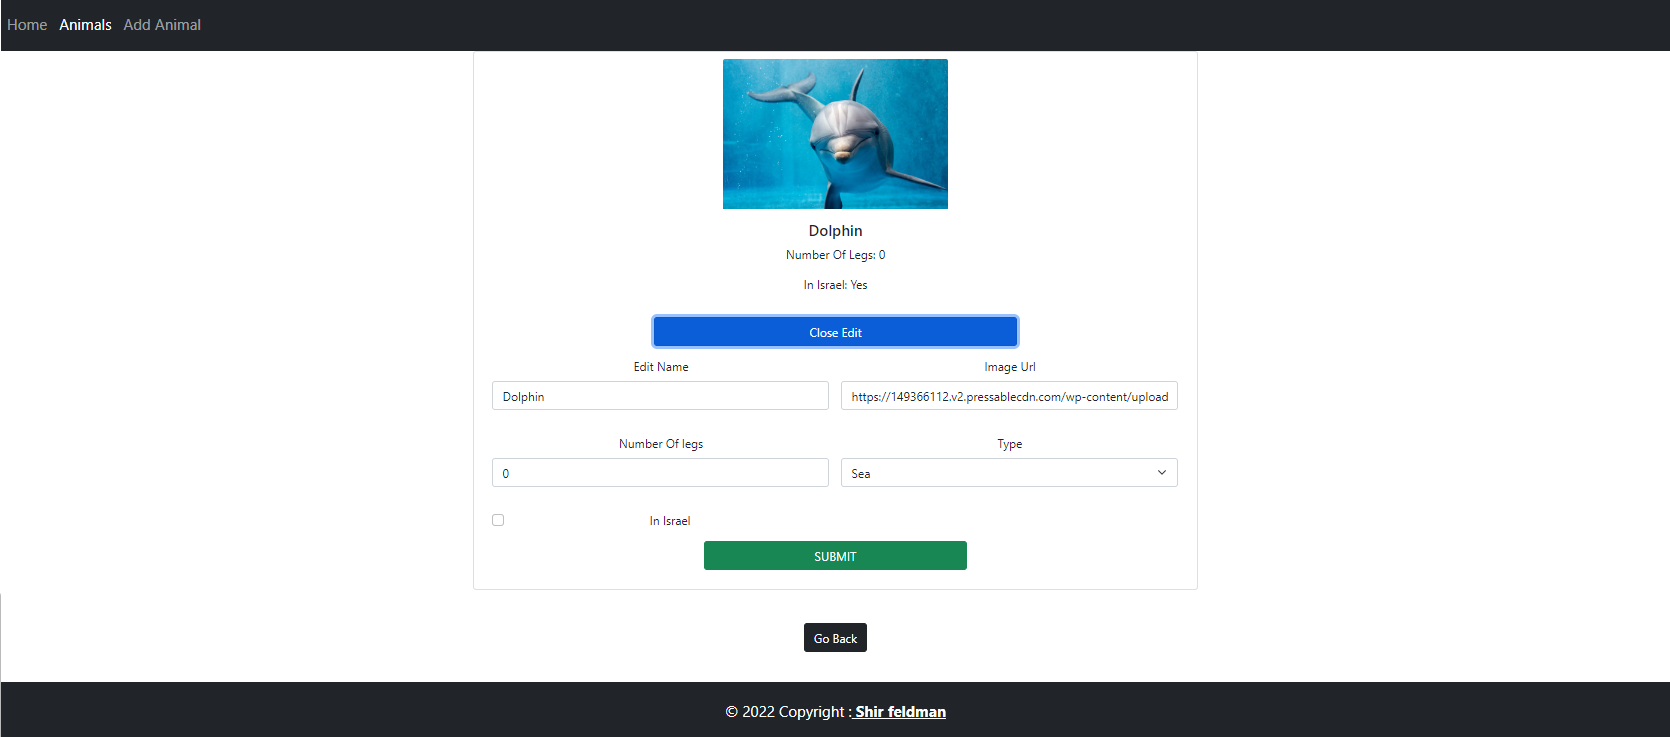 Home Animals Add Animal
Dolphin
Number Of Legs: 0
In Israel: Yes
Close Edit
Edit Name Image Url
Dolphin https://149366112.v2.pressablecdn.com/wp-content/upload
Number Of legs Type
0 Sea
In Israel
SUBMIT
Go Back
© 2022 Copyright : Shir feldman